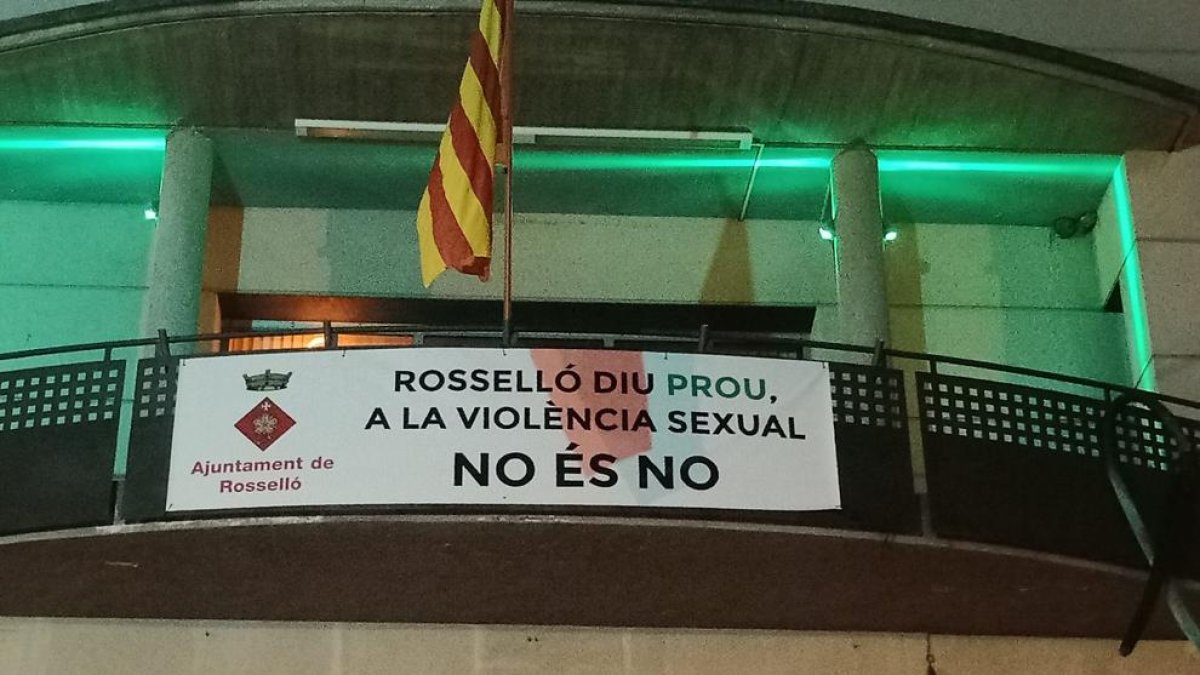 Ajuntament de
Rosselló
ROSSELLÓ DIU PROU,
A LA VIOLÈNCIA SEXUAL
NO ÉS NO